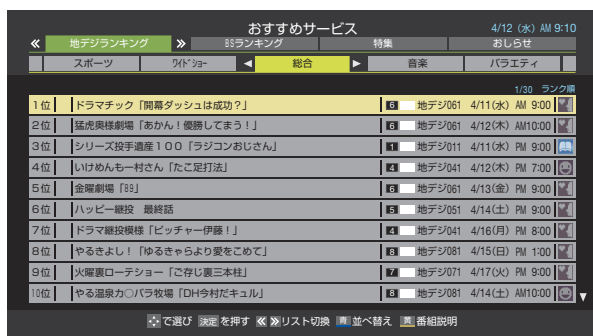 おすすめサービス 4/12 (水) AM 9:10
≪ 地デジランキング ≫ BSランキング 特集 おしらせ
スポーツ ワイドショー ◀ 総合 ▶ 音楽 バラエティ
1/30 ランク順
1位 ドラマチック「開幕ダッシュは成功?」 6 地デジ061 4/11(水) AM 9:00
2位 猛虎奥様劇場「あかん!優勝してまう!」 6 地デジ061 4/12(木) AM10:00
3位 シリーズ投手遺産100「ラジコンおじさん」 1 地デジ011 4/11(水) PM 9:00
4位 いけめんも一村さん「たこ足打法」 4 地デジ041 4/12(木) PM 7:00
5位 金曜劇場「89」 6 地デジ061 4/13(金) PM 9:00
6位 ハッピー継投 最終話 5 地デジ051 4/14(土) PM 9:00
7位 ドラマ継投模様「ピッチャー伊藤!」 4 地デジ041 4/16(月) PM 8:00
8位 やるきよし!「ゆるきゃらより愛をこめて」 8 地デジ081 4/15(日) PM 1:00
9位 火曜裏ローテショー「ご存じ裏三本柱」 7 地デジ071 4/17(火) PM 9:00
10位 やる温泉カ○バラ牧場「DH今村だキュル」 8 地デジ081 4/14(土) AM10:00
で選び 決定を押す ≪ ≫リスト切換 青 並べ替え 黄 番組説明